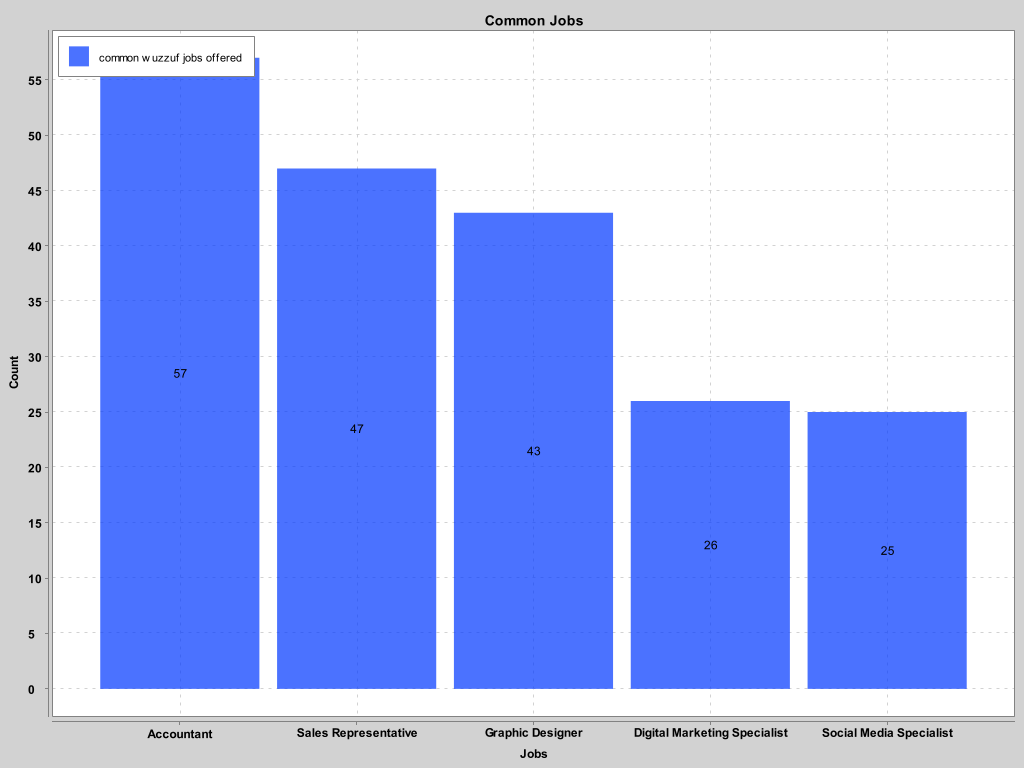 Common Jobs
common wuzzuf jobs offered
Count
55
50
45
40
35
30
25
20
15
10
5
0
57
47
43
26
25
Accountant
Sales Representative
Graphic Designer
Digital Marketing Specialist
Social Media Specialist
Jobs